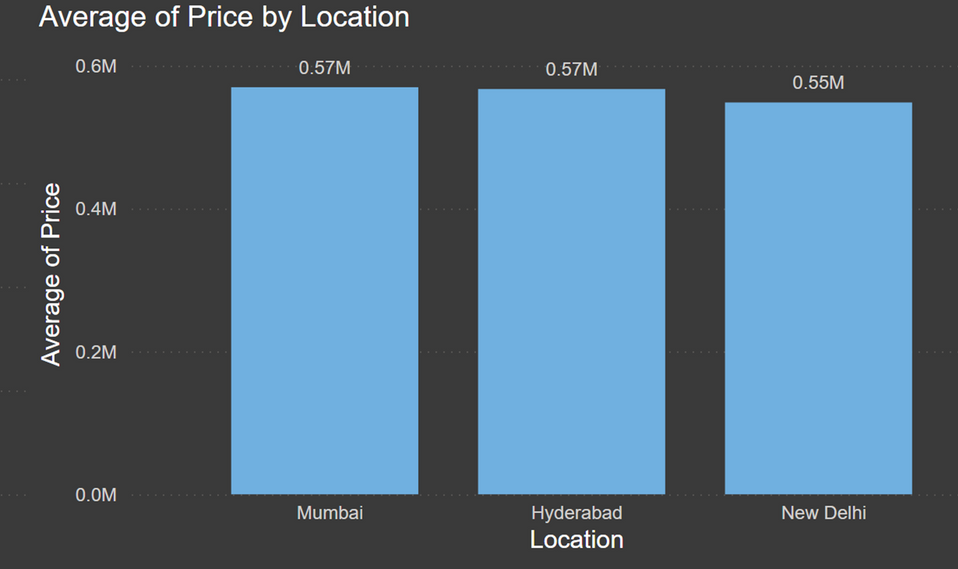 Average of Price by Location
Average of Price
0.6M
0.4M
0.2M
0.0M
0.57M
0.57M
0.55M
Mumbai
Hyderabad
New Delhi
Location